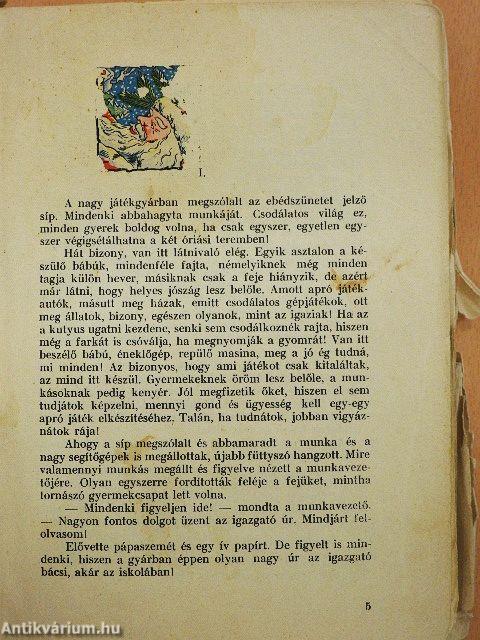 I.
A nagy játékgyárban megszólalt az ebédszünetet jelző
síp. Mindenki abbahagyta munkáját. Csodálatos világ ez,
minden gyerek boldog volna, ha csak egyszer, egyetlen egy-
szer végigsétálhatna a két óriási teremben!
Hát bizony, van itt látnivaló elég. Egyik asztalon a ké-
szülő bábúk, mindenféle fajta, némelyiknek még minden
tagja külön hever, másiknak csak a feje hiányzik, de azért
már látni, hogy helyes jószág lesz belőle. Amott apró játék-
autók, másutt meg házak, emitt csodálatos gépjátékok, ott
meg állatok, bizony, egészen olyanok, mint az igaziak! Ha az
a kutyus ugatni kezdene, senki sem csodálkoznék rajta, hiszen
még a farkát is csóválja, ha megnyomják a gyomrát! Van itt
beszélő bábú, éneklőgép, repülő masina, meg a jó ég tudná,
mi minden! Az bizonyos, hogy ami játékot csak kitaláltak,
az mind itt készül. Gyermekeknek öröm lesz belőle, a mun-
kásoknak pedig kenyér. Jól megfizetik őket, hiszen el sem
tudjátok képzelni, mennyi gond és ügyesség kell egy-egy
apró játék elkészítéséhez. Talán, ha tudnátok, jobban vigyáz-
nátok rája!
Ahogy a síp megszólalt és abbamaradt a munka és a
nagy segítőgépek is megállottak, újabb füttyszó hangzott. Mire
valamennyi munkás megállt és figyelve nézett a munkaveze-
tőjére. Olyan egyszerre fordították feléje a fejüket, mintha
tornászó gyermekcsapat lett volna.
— Mindenki figyeljen ide! — mondta a munkavezető.
— Nagyon fontos dolgot üzent az igazgató úr. Mindjárt fel-
olvasom!
Elővette pápaszemét és egy ív papírt. De figyelt is min-
denki, hiszen a gyárban éppen olyan nagy úr az igazgató
bácsi, akár az iskolában!
5
Antikvárium.hu